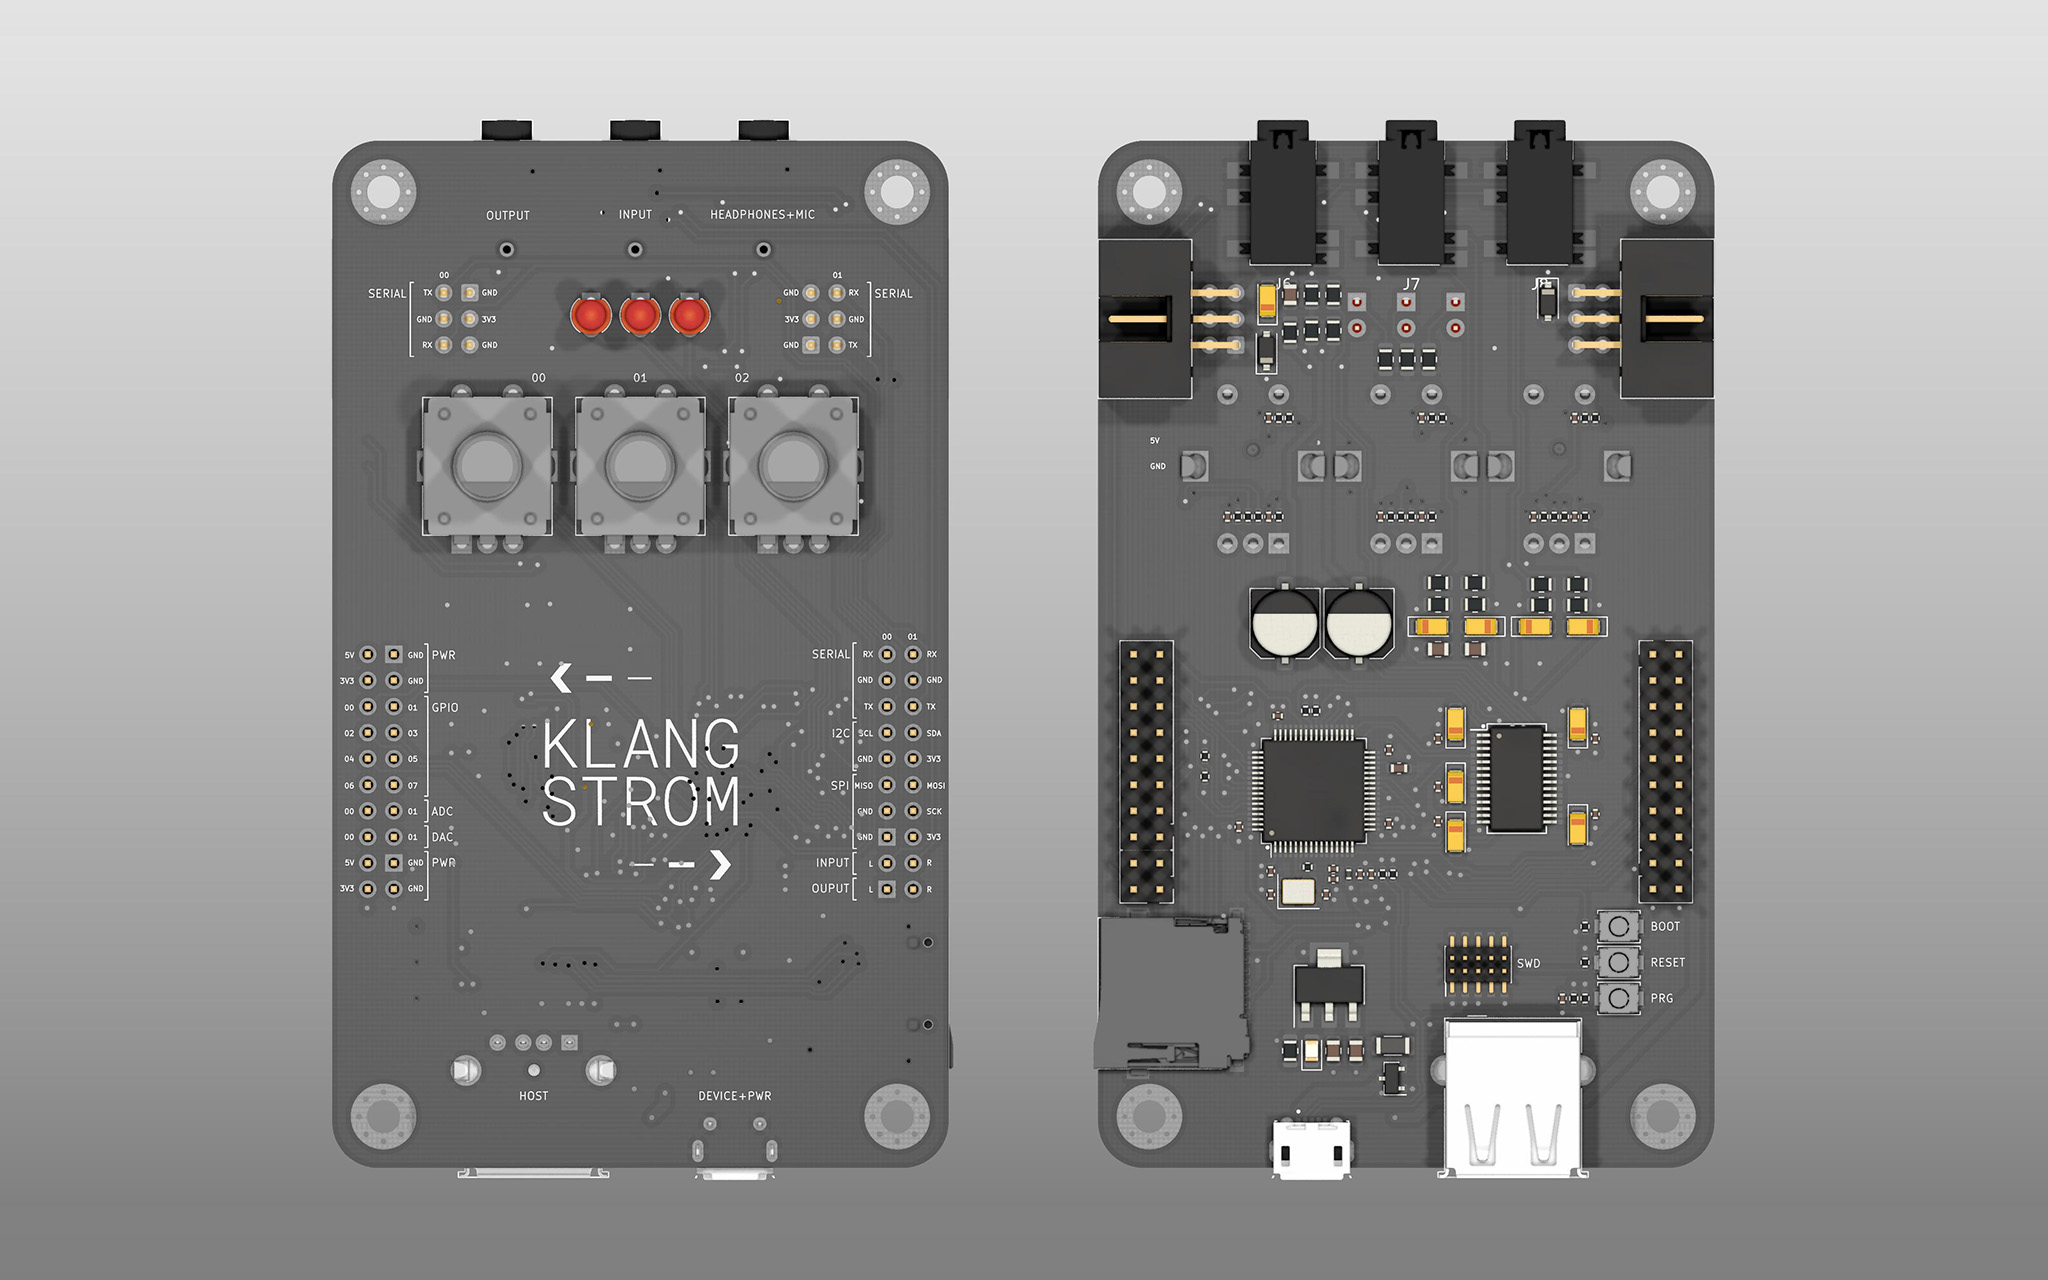 OUTPUT INPUT HEADPHONES+MIC
00 01
SERIAL TX GND GND RX SERIAL
GND 3V3 3V3 GND
RX GND GND TX
00 01 02
00 01
5V GND PWR SERIAL RX RX
3V3 GND GND GND
00 01 GPIO TX TX
02 03 I2C SCL SDA
04 05 GND 3V3
06 07 SPI MISO MOSI
00 01 ADC GND SCK
00 01 DAC GND 3V3
5V GND PWR INPUT L R
3V3 GND OUPUT L R
KLANG
STROM
HOST DEVICE+PWR
J6 J7 J8
5V
GND
BOOT
SWD RESET
PRG